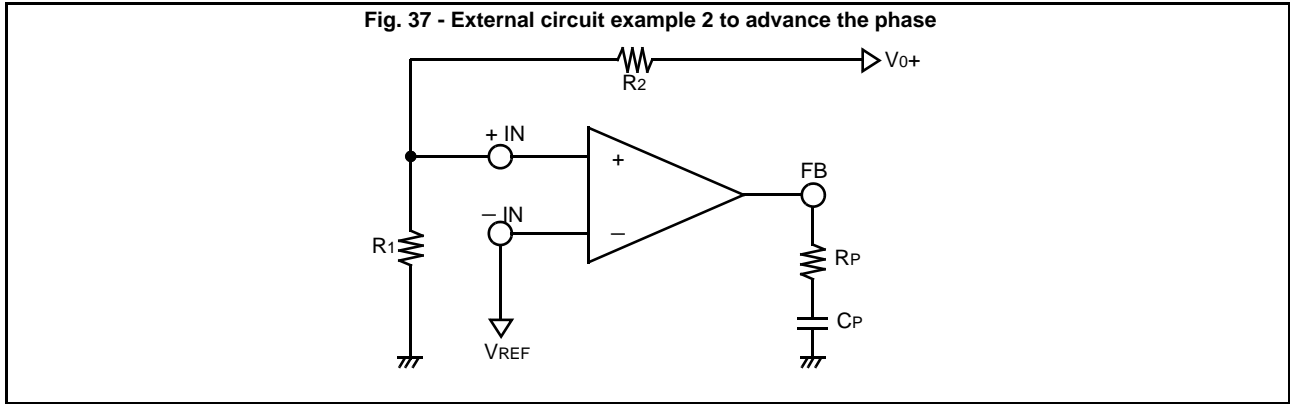 Fig. 37 - External circuit example 2 to advance the phase
V0+
R2
+ IN
+
FB
− IN
−
R1
RP
CP
VREF